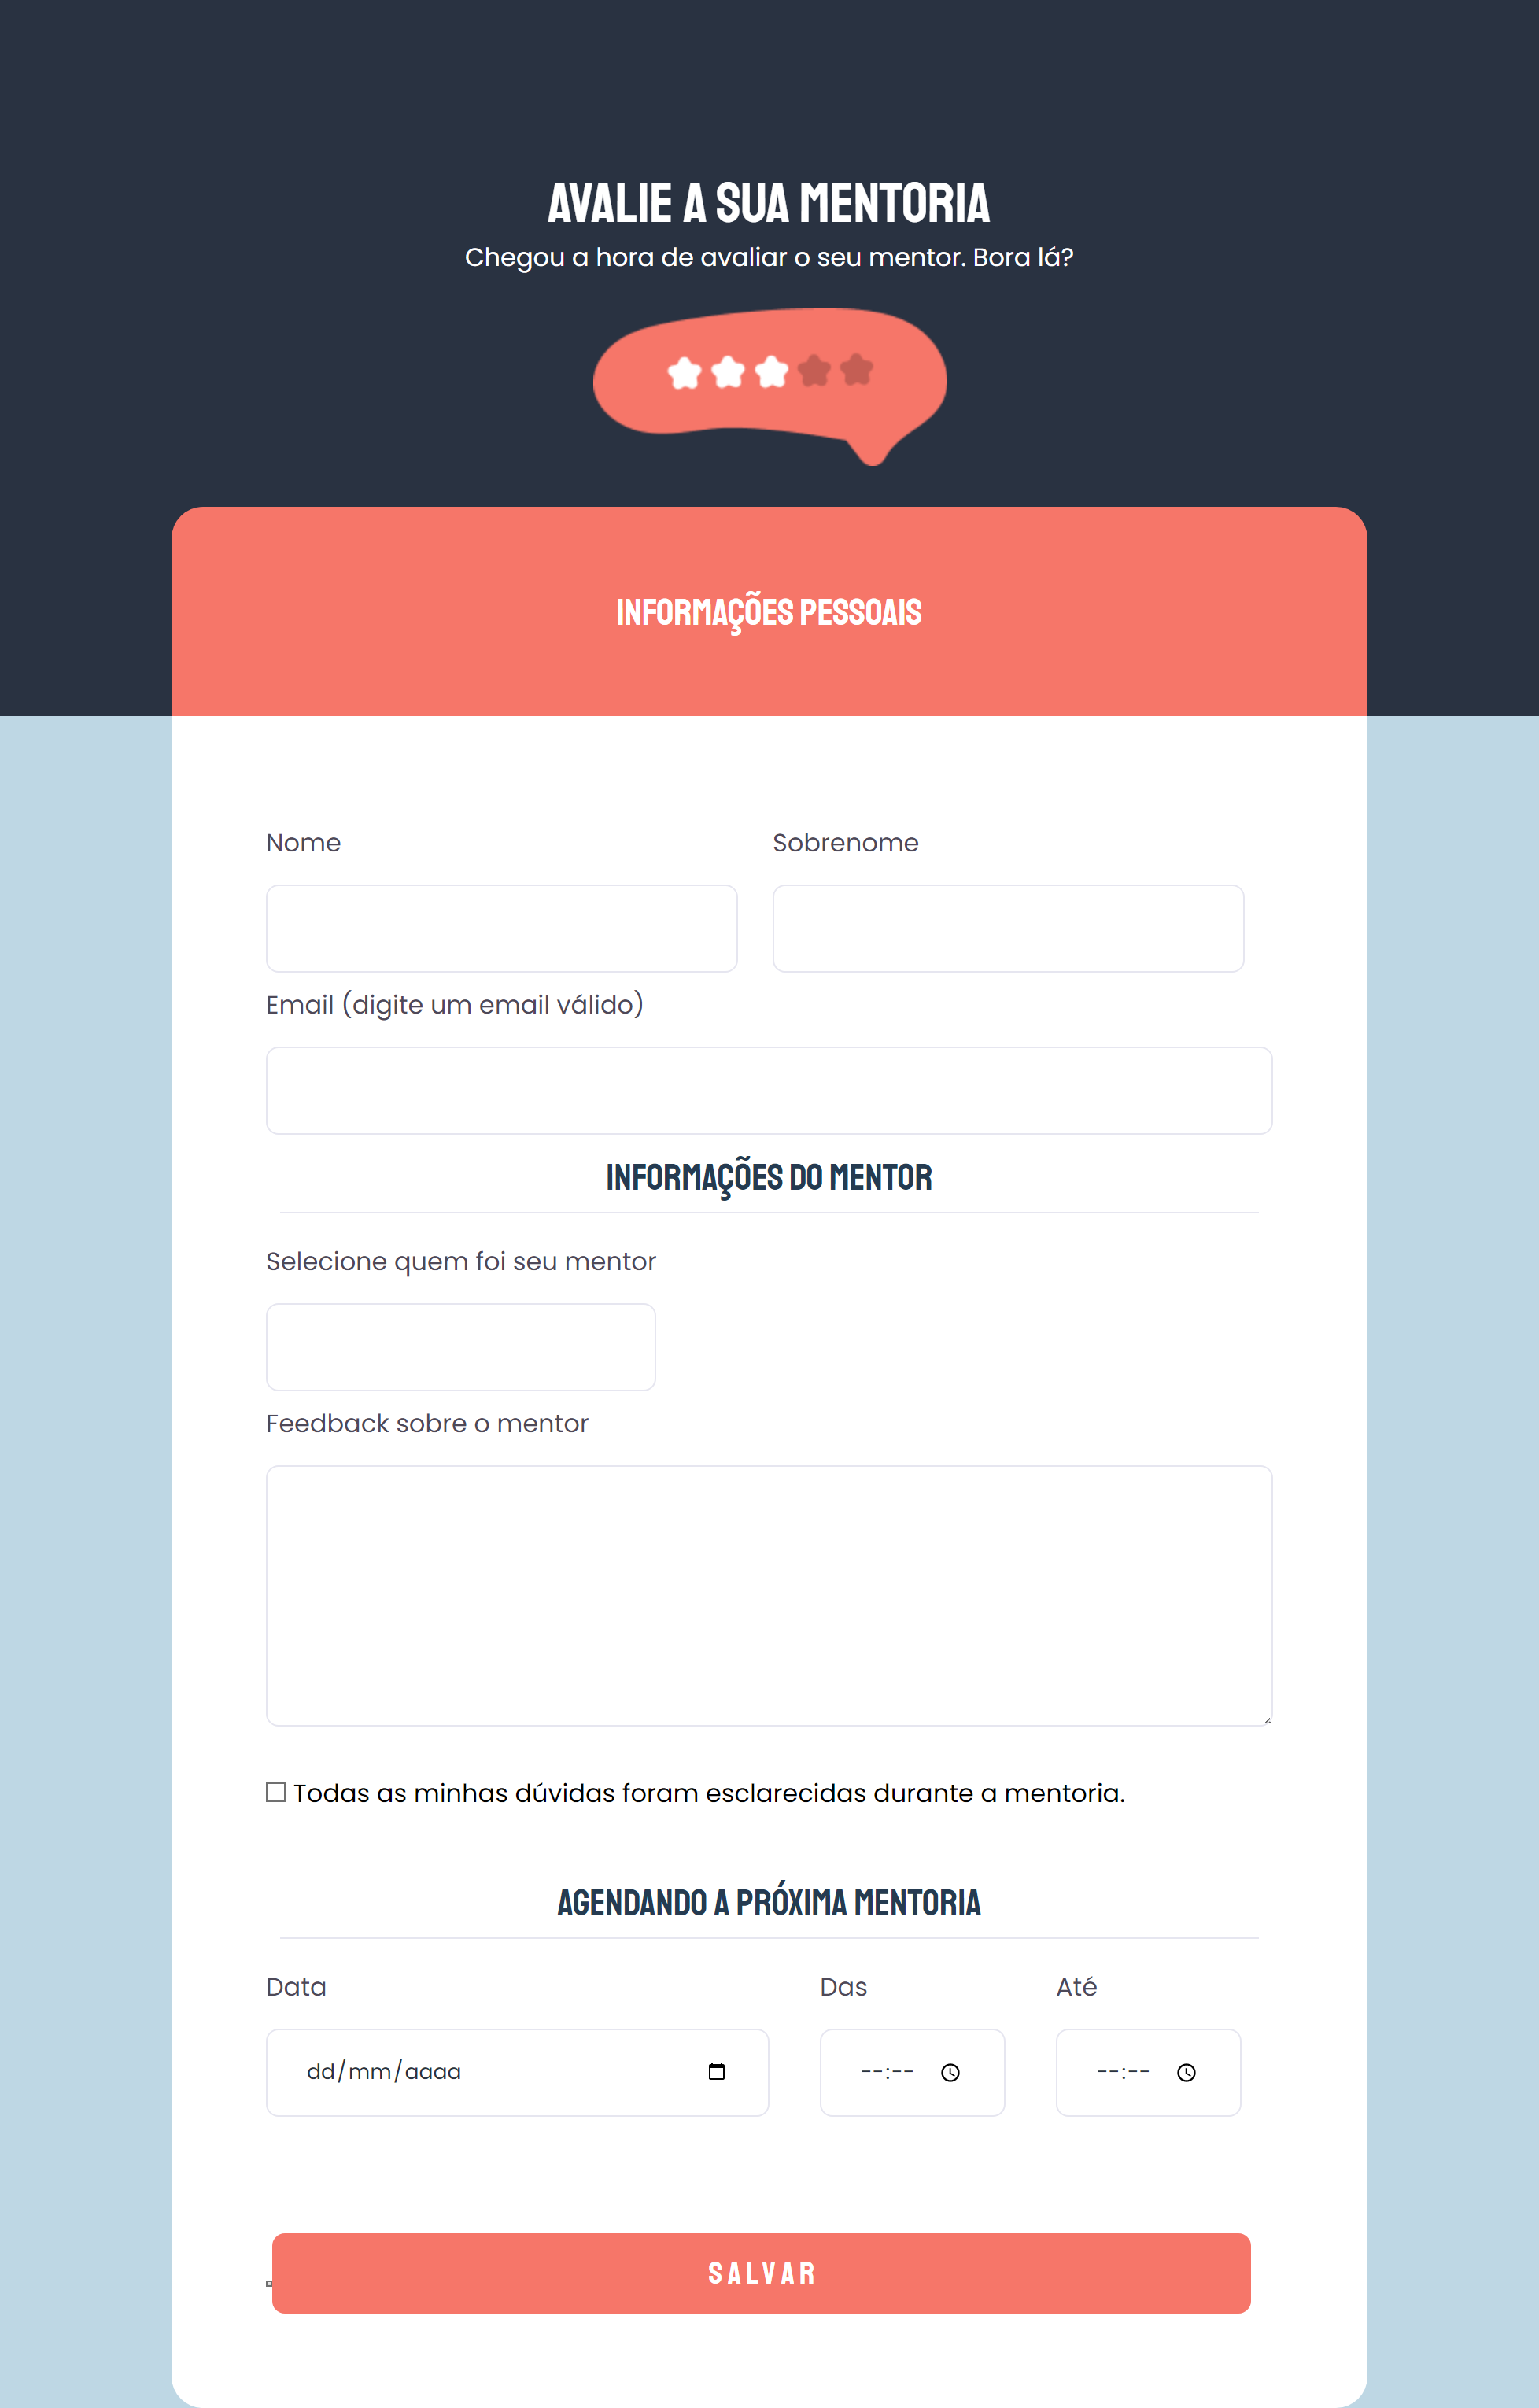 AVALIE A SUA MENTORIA
Chegou a hora de avaliar o seu mentor. Bora lá?
INFORMAÇÕES PESSOAIS
Nome
Sobrenome
Email (digite um email válido)
INFORMAÇÕES DO MENTOR
Selecione quem foi seu mentor
Feedback sobre o mentor
Todas as minhas dúvidas foram esclarecidas durante a mentoria.
AGENDANDO A PRÓXIMA MENTORIA
Data
Das
Até
dd/mm/aaaa
--:--
--:--
SALVAR